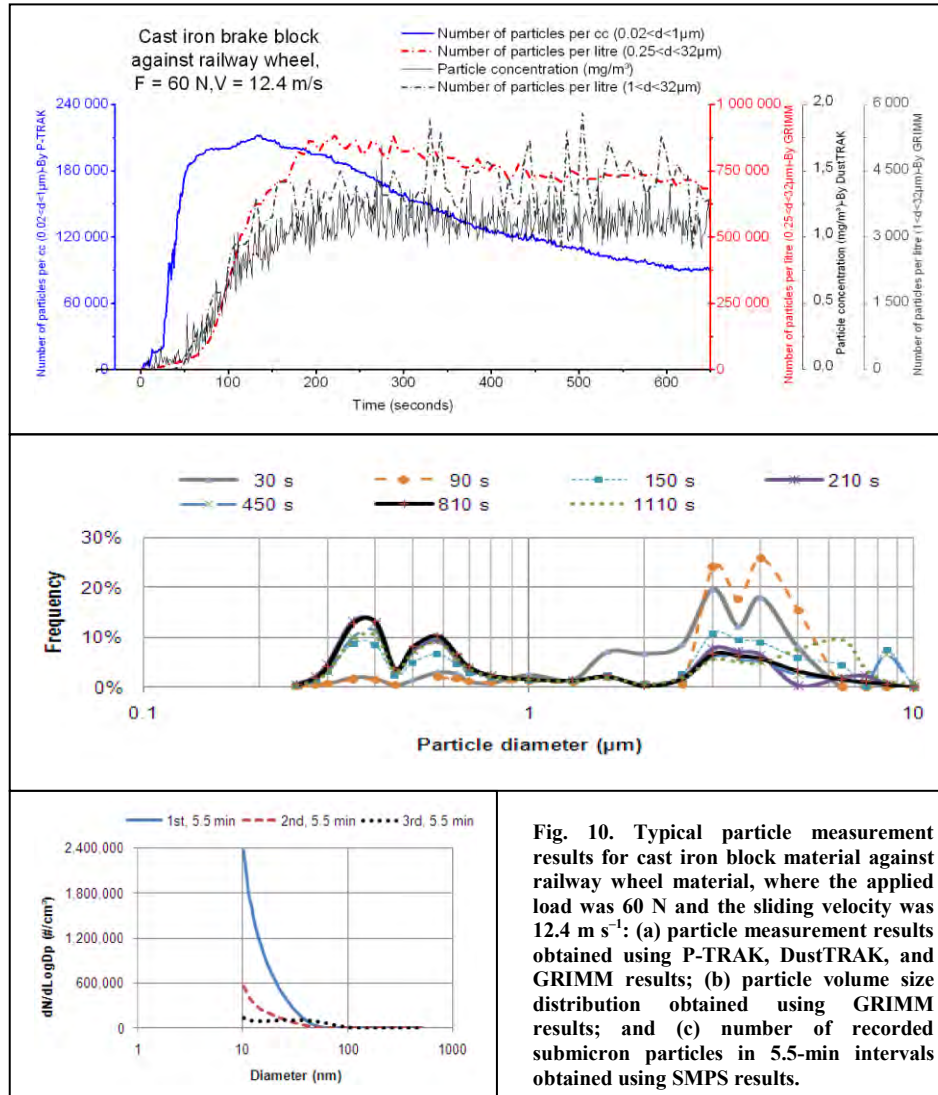 Cast iron brake block
against railway wheel,
F = 60 N,V = 12.4 m/s
Number of particles per cc (0.02<d<1µm)
Number of particles per litre (0.25<d<32µm)
Particle concentration (mg/m³)
Number of particles per litre (1<d<32µm)
Number of particles per cc (0.02<d<1µm)-By P-TRAK
240 000
180 000
120 000
60 000
0
1 000 000
750 000
500 000
250 000
0
Number of particles per litre (0.25<d<32µm)-By GRIMM
2,0
1,5
1,0
0,5
0,0
Particle concentration (mg/m³)-By DustTRAK
6 000
4 500
3 000
1 500
0
Number of particles per litre (1<d<32µm)-By GRIMM
0 100 200 300 400 500 600
Time (seconds)
30 s 90 s 150 s 210 s
450 s 810 s 1110 s
Frequency
30%
20%
10%
0%
0.1 1 10
Particle diameter (µm)
1st, 5.5 min 2nd, 5.5 min 3rd, 5.5 min
dN/dLogDp (#/cm³)
2,400,000
1,800,000
1,200,000
600,000
0
1 10 100 1000
Diameter (nm)
Fig. 10. Typical particle measurement
results for cast iron block material against
railway wheel material, where the applied
load was 60 N and the sliding velocity was
12.4 m s⁻¹: (a) particle measurement results
obtained using P-TRAK, DustTRAK, and
GRIMM results; (b) particle volume size
distribution obtained using GRIMM
results; and (c) number of recorded
submicron particles in 5.5-min intervals
obtained using SMPS results.